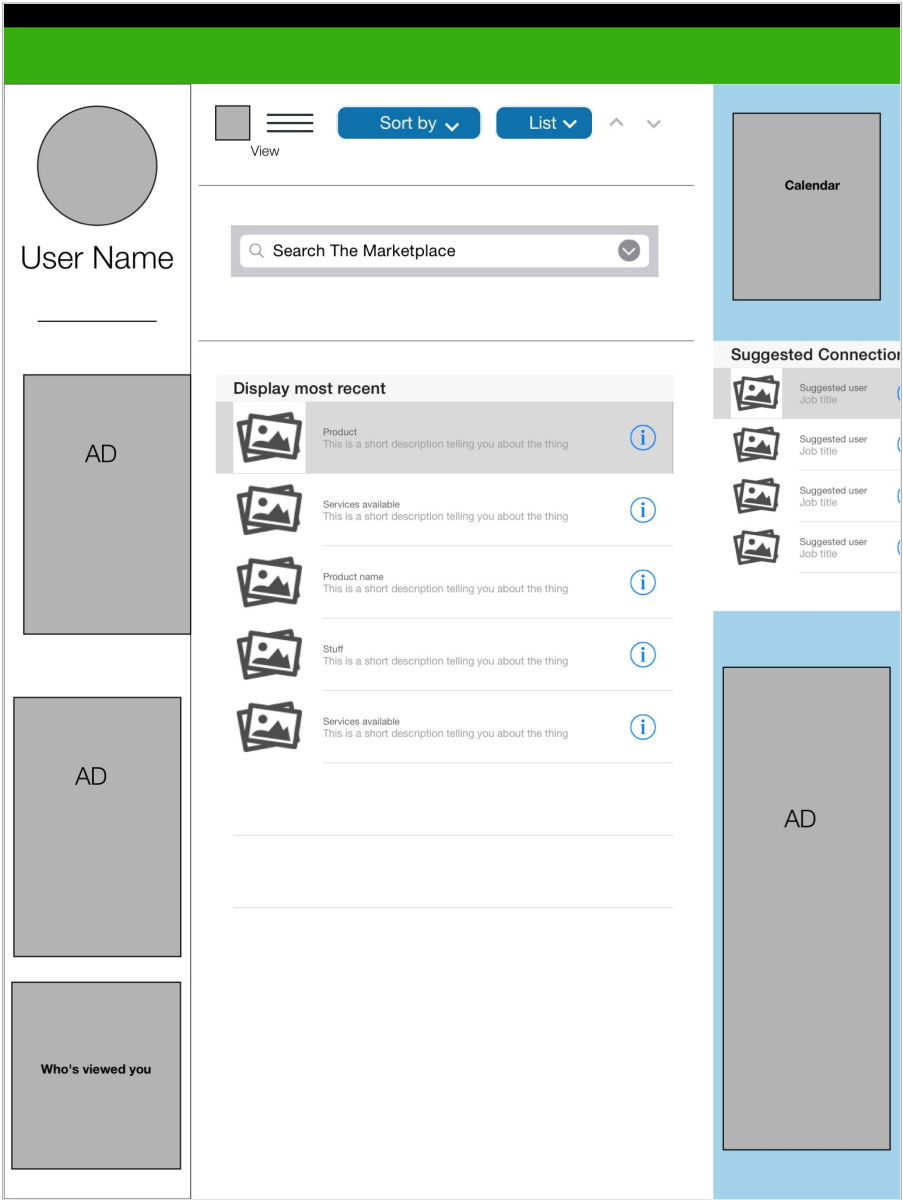 User Name
AD
AD
Who's viewed you
View
Sort by
List
Search The Marketplace
Display most recent
Product
This is a short description telling you about the thing
Services available
This is a short description telling you about the thing
Product name
This is a short description telling you about the thing
Stuff
This is a short description telling you about the thing
Services available
This is a short description telling you about the thing
Calendar
Suggested Connection
Suggested user
Job title
Suggested user
Job title
Suggested user
Job title
Suggested user
Job title
AD